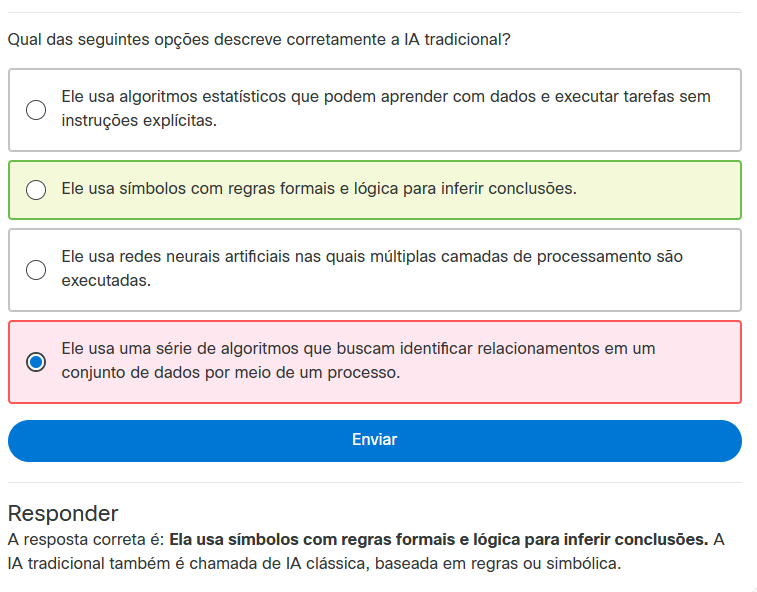 Qual das seguintes opções descreve corretamente a IA tradicional?
Ele usa algoritmos estatísticos que podem aprender com dados e executar tarefas sem
instruções explícitas.
Ele usa símbolos com regras formais e lógica para inferir conclusões.
Ele usa redes neurais artificiais nas quais múltiplas camadas de processamento são
executadas.
Ele usa uma série de algoritmos que buscam identificar relacionamentos em um
conjunto de dados por meio de um processo.
Enviar
Responder
A resposta correta é: Ela usa símbolos com regras formais e lógica para inferir conclusões. A
IA tradicional também é chamada de IA clássica, baseada em regras ou simbólica.